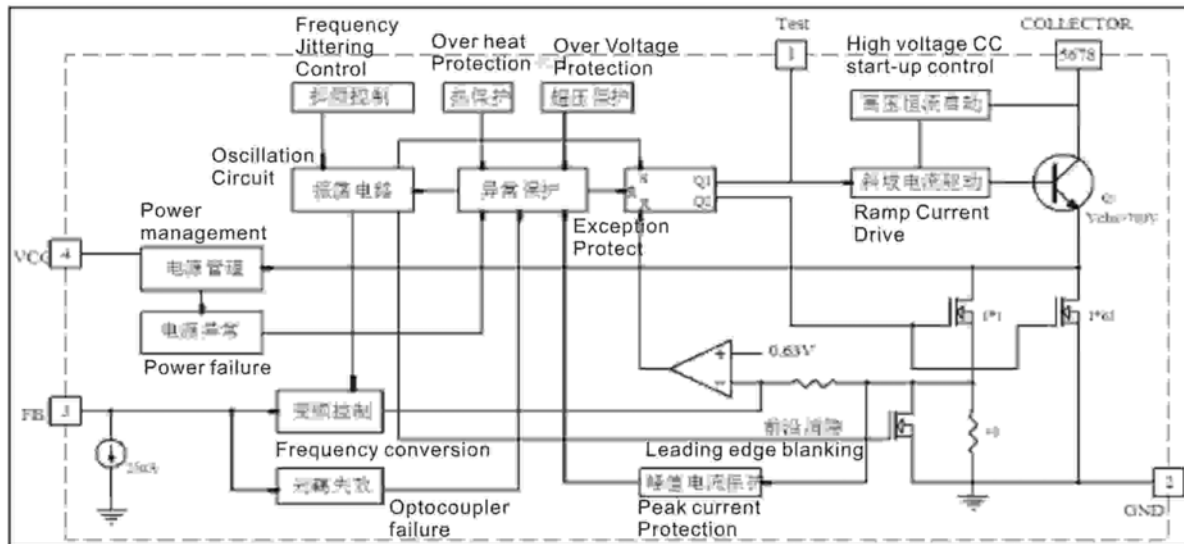 Frequency
Jittering
Control
Over heat
Protection
Over Voltage
Protection
Test
1
High voltage CC
start-up control
COLLECTOR
5678
抖频控制
热保护
超压保护
高压恒流启动
Oscillation
Circuit
振荡电路
异常保护
Q1
Q2
斜坡电流驱动
Exception
Protect
Ramp Current
Drive
Power
management
VCC
4
电源管理
电源异常
Power failure
0.63V
FB
3
变频控制
Frequency conversion
前沿消隐
Leading edge blanking
光耦失效
Optocoupler
failure
峰值电流保护
Peak current
Protection
2
GND